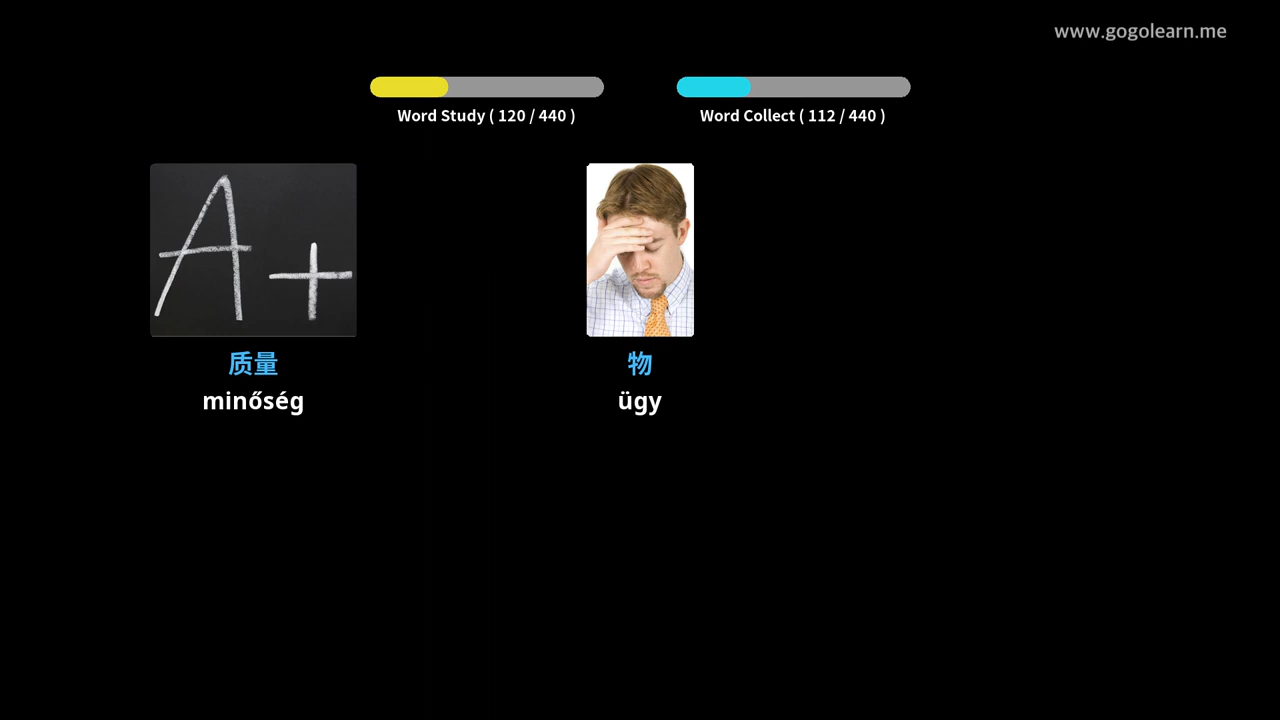 www.gogolearn.me
Word Study ( 120 / 440 )
Word Collect ( 112 / 440 )
A+
质量
minőség
物
ügy